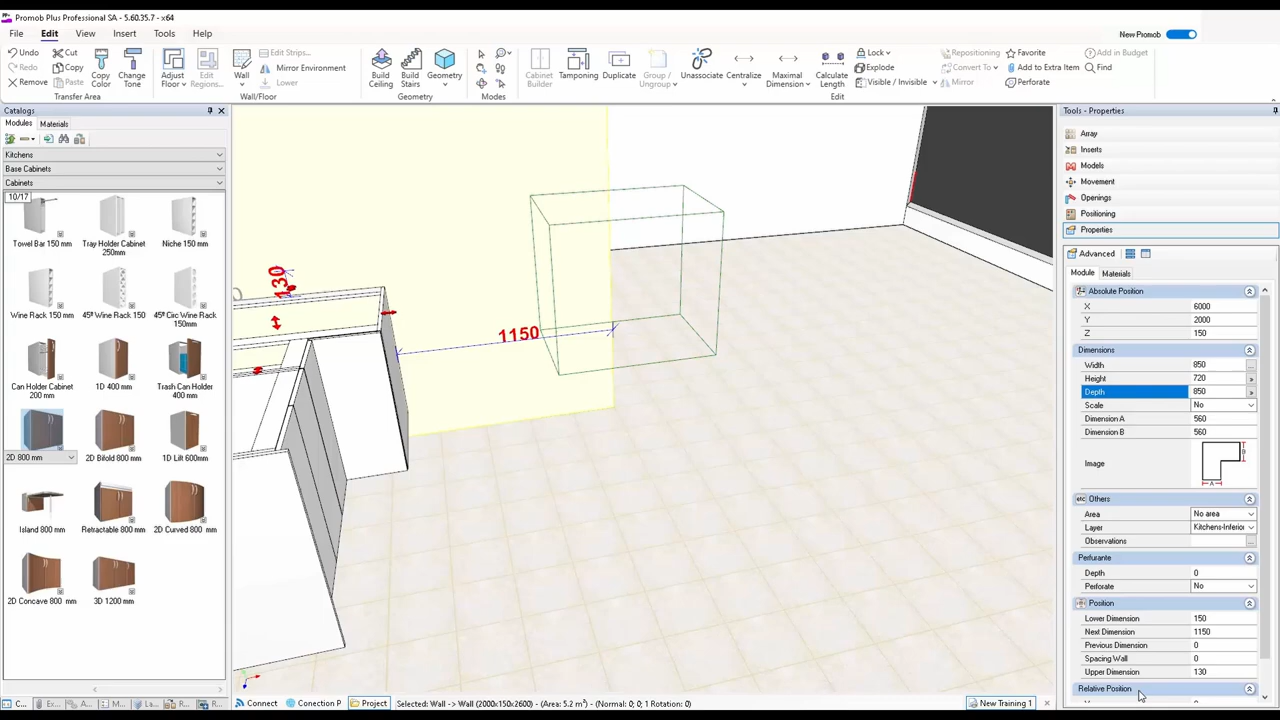 Promob Plus Professional SA - 5.60.35.7 - x64
File Edit View Insert Tools Help
New Promob
Undo
Redo
Remove
Cut
Copy
Paste
Copy Color
Change Tone
Transfer Area
Adjust Floor
Edit Regions..
Wall
Edit Strips...
Mirror Environment
Lower
Wall/Floor
Build Ceiling
Build Stairs
Geometry
Geometry
Modes
Cabinet Builder
Tamponing
Duplicate
Group / Ungroup
Unassociate
Centralize
Maximal Dimension
Calculate Length
Lock
Explode
Visible / Invisible
Repositioning
Convert To
Mirror
Edit
Favorite
Add to Extra Item
Perforate
Add in Budget
Find
Catalogs
Modules Materials
Kitchens
Base Cabinets
Cabinets
10/17
Towel Bar 150 mm
Tray Holder Cabinet 250mm
Niche 150 mm
Wine Rack 150 mm
45º Wine Rack 150
45º Circ Wine Rack 150mm
Can Holder Cabinet 200 mm
1D 400 mm
Trash Can Holder 400 mm
2D 800 mm
2D Bifold 800 mm
1D Lift 600mm
Island 800 mm
Retractable 800 mm
2D Curved 800 mm
2D Concave 800 mm
3D 1200 mm
130
1150
Tools - Properties
Array
Inserts
Models
Movement
Openings
Positioning
Properties
Advanced
Module Materials
Absolute Position
X 6000
Y 2000
Z 150
Dimensions
Width 850
Height 720
Depth 850
Scale No
Dimension A 560
Dimension B 560
Image
A
Others
Area No area
Layer Kitchens-Inferior
Observations
Perfurante
Depth 0
Perforate No
Position
Lower Dimension 150
Next Dimension 1150
Previous Dimension 0
Spacing Wall 0
Upper Dimension 130
Relative Position
Connect
Conection P
Project
Selected: Wall -> Wall (2000x150x2600) - (Area: 5.2 m²) - (Normal: 0; 0; 1 Rotation: 0)
New Training 1